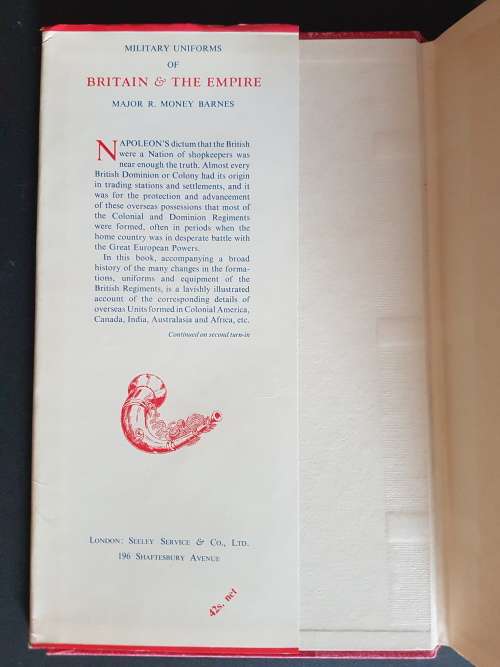 MILITARY UNIFORMS
OF
BRITAIN & THE EMPIRE
MAJOR R. MONEY BARNES
NAPOLEON'S dictum that the British
were a Nation of shopkeepers was
near enough the truth. Almost every
British Dominion or Colony had its origin
in trading stations and settlements, and it
was for the protection and advancement
of these overseas possessions that most of
the Colonial and Dominion Regiments
were formed, often in periods when the
home country was in desperate battle with
the Great European Powers.
In this book, accompanying a broad
history of the many changes in the forma-
tions, uniforms and equipment of the
British Regiments, is a lavishly illustrated
account of the corresponding details of
overseas Units formed in Colonial America,
Canada, India, Australasia and Africa, etc.
Continued on second turn-in
LONDON: SEELEY SERVICE & CO., LTD.
196 SHAFTESBURY AVENUE
42s. net